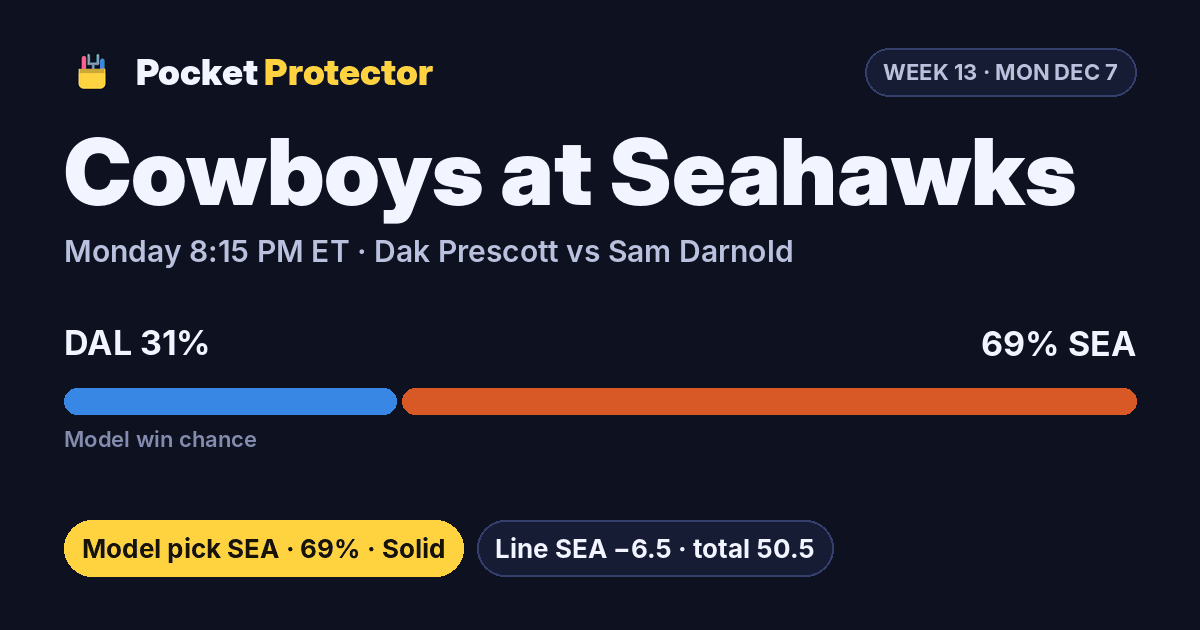 Pocket Protector
WEEK 13 · MON DEC 7
Cowboys at Seahawks
Monday 8:15 PM ET · Dak Prescott vs Sam Darnold
DAL 31%
69% SEA
Model win chance
Model pick SEA · 69% · Solid
Line SEA −6.5 · total 50.5